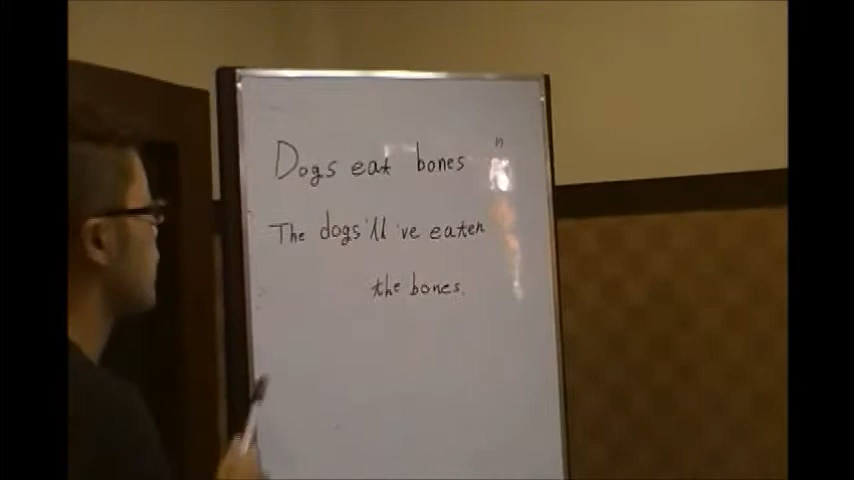 Dogs eat bones "
The dogs'll 've eaten
the bones.